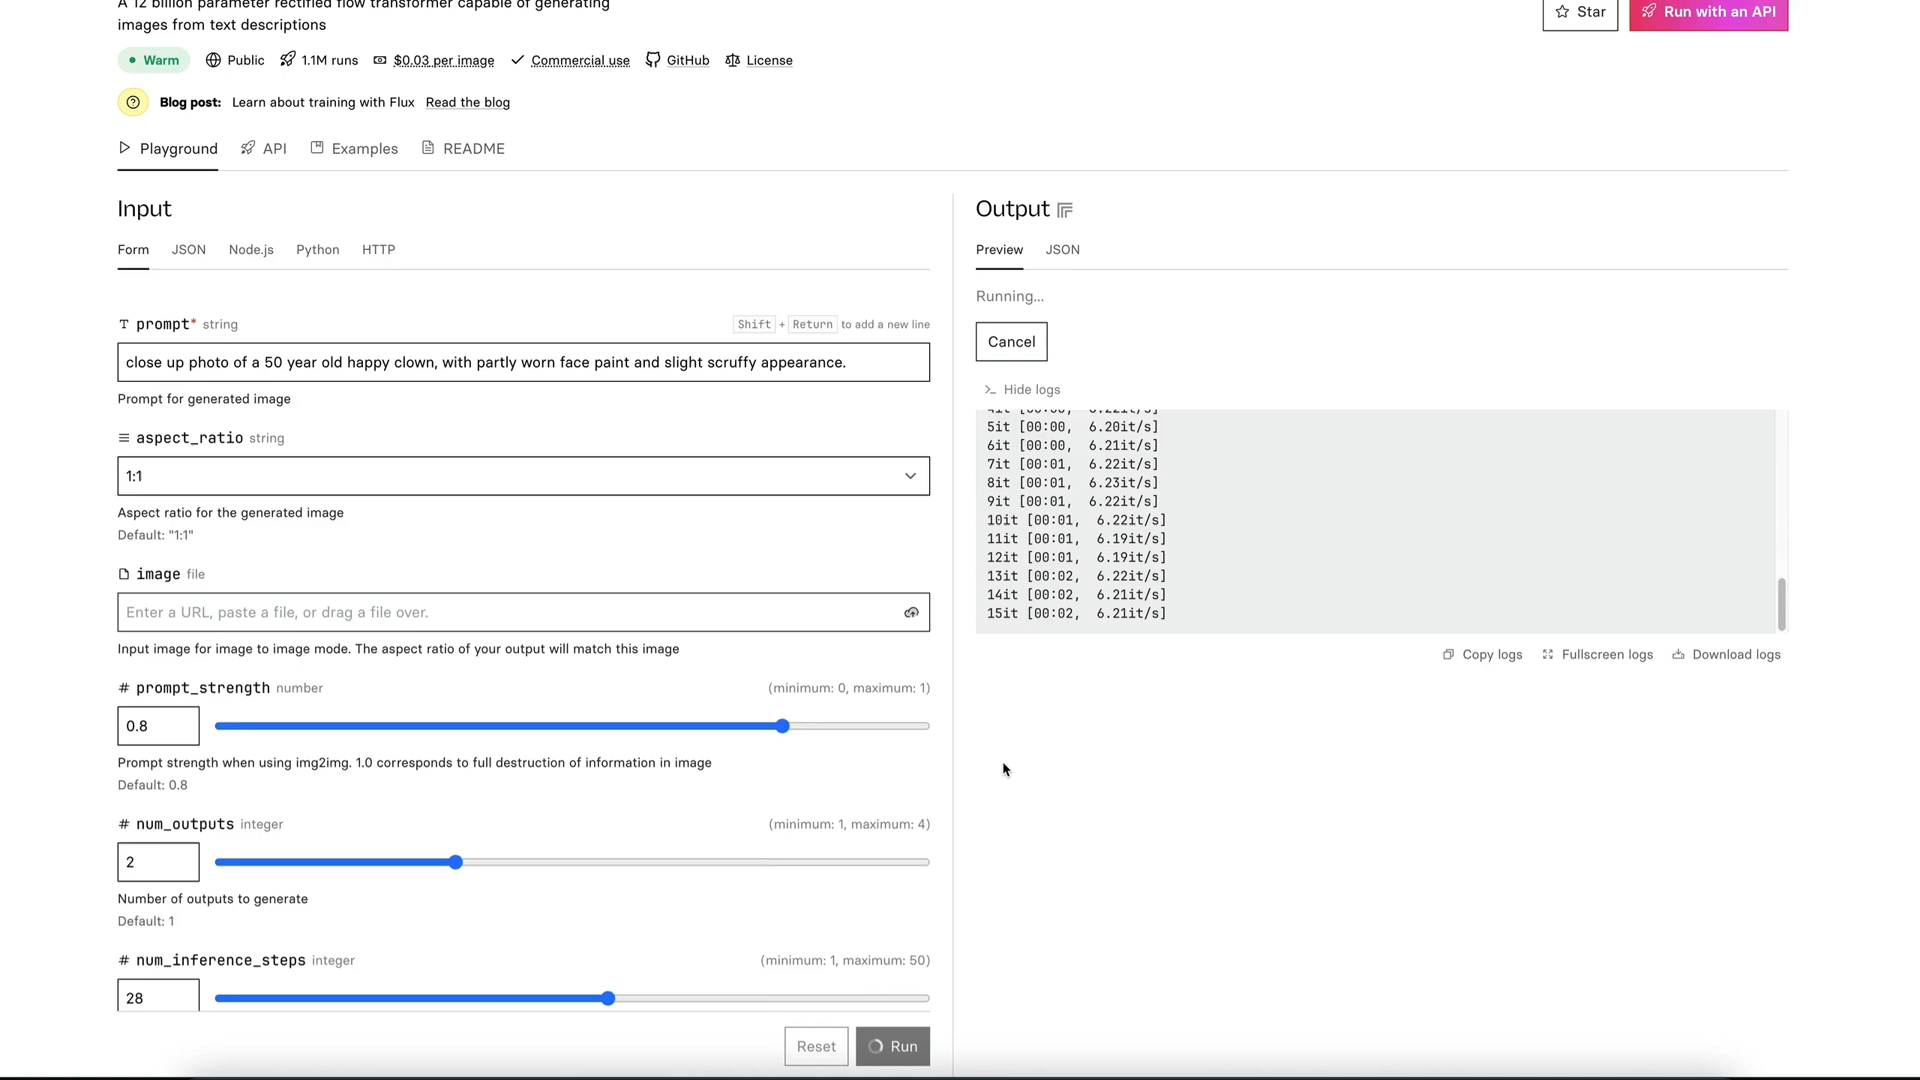 A 12 billion parameter rectified flow transformer capable of generating
images from text descriptions
Star
Run with an API
Warm
Public
1.1M runs
$0.03 per image
Commercial use
GitHub
License
Blog post: Learn about training with Flux Read the blog
Playground
API
Examples
README
Input
Form
JSON
Node.js
Python
HTTP
prompt* string
Shift + Return to add a new line
close up photo of a 50 year old happy clown, with partly worn face paint and slight scruffy appearance.
Prompt for generated image
aspect_ratio string
1:1
Aspect ratio for the generated image
Default: "1:1"
image file
Enter a URL, paste a file, or drag a file over.
Input image for image to image mode. The aspect ratio of your output will match this image
# prompt_strength number
(minimum: 0, maximum: 1)
0.8
Prompt strength when using img2img. 1.0 corresponds to full destruction of information in image
Default: 0.8
# num_outputs integer
(minimum: 1, maximum: 4)
2
Number of outputs to generate
Default: 1
# num_inference_steps integer
(minimum: 1, maximum: 50)
28
Reset
Run
Output
Preview
JSON
Running...
Cancel
>_ Hide logs
4it [00:00, 6.22it/s]
5it [00:00, 6.20it/s]
6it [00:00, 6.21it/s]
7it [00:01, 6.22it/s]
8it [00:01, 6.23it/s]
9it [00:01, 6.22it/s]
10it [00:01, 6.22it/s]
11it [00:01, 6.19it/s]
12it [00:01, 6.19it/s]
13it [00:02, 6.22it/s]
14it [00:02, 6.21it/s]
15it [00:02, 6.21it/s]
Copy logs
Fullscreen logs
Download logs